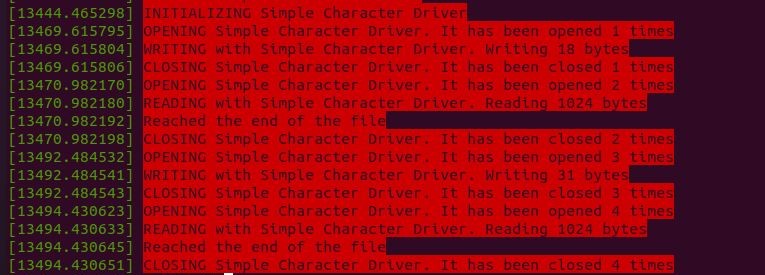 [13444.465298] INITIALIZING Simple Character Driver
[13469.615795] OPENING Simple Character Driver. It has been opened 1 times
[13469.615804] WRITING with Simple Character Driver. Writing 18 bytes
[13469.615806] CLOSING Simple Character Driver. It has been closed 1 times
[13470.982170] OPENING Simple Character Driver. It has been opened 2 times
[13470.982180] READING with Simple Character Driver. Reading 1024 bytes
[13470.982192] Reached the end of the file
[13470.982198] CLOSING Simple Character Driver. It has been closed 2 times
[13492.484532] OPENING Simple Character Driver. It has been opened 3 times
[13492.484541] WRITING with Simple Character Driver. Writing 31 bytes
[13492.484543] CLOSING Simple Character Driver. It has been closed 3 times
[13494.430623] OPENING Simple Character Driver. It has been opened 4 times
[13494.430633] READING with Simple Character Driver. Reading 1024 bytes
[13494.430645] Reached the end of the file
[13494.430651] CLOSING Simple Character Driver. It has been closed 4 times